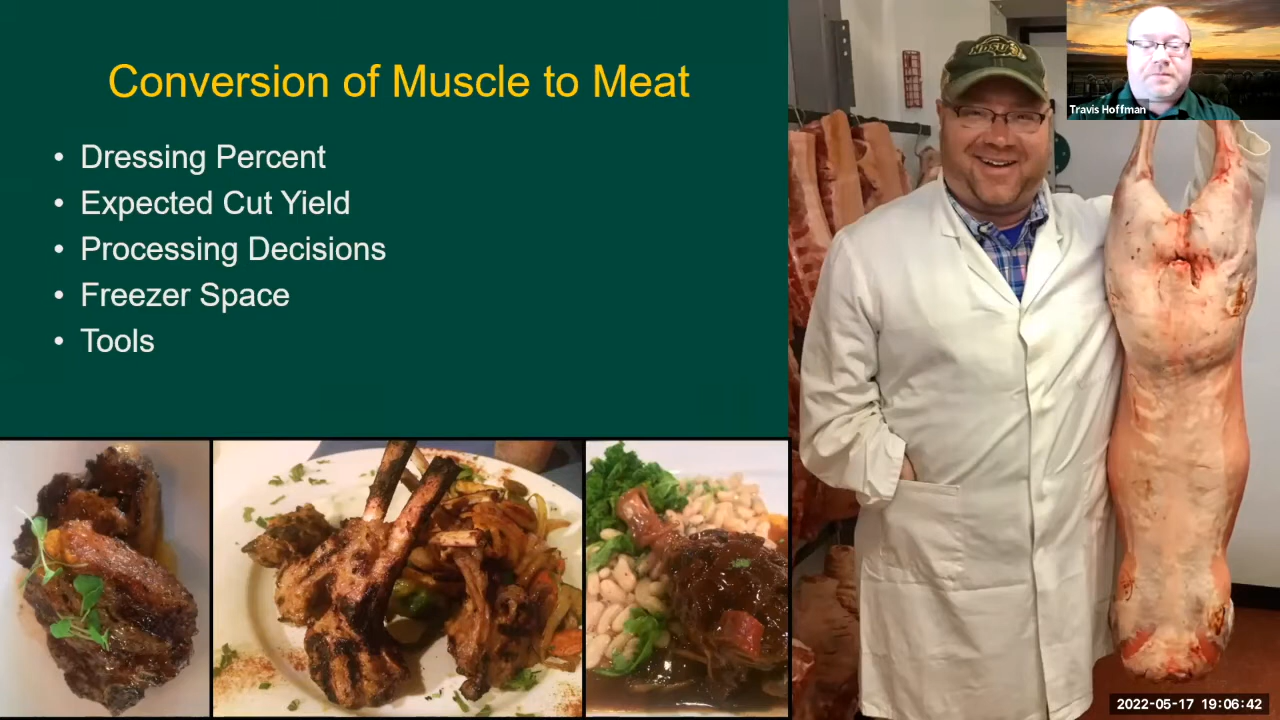 Conversion of Muscle to Meat
• Dressing Percent
• Expected Cut Yield
• Processing Decisions
• Freezer Space
• Tools
NDSU
Travis Hoffman
2022-05-17 19:06:42